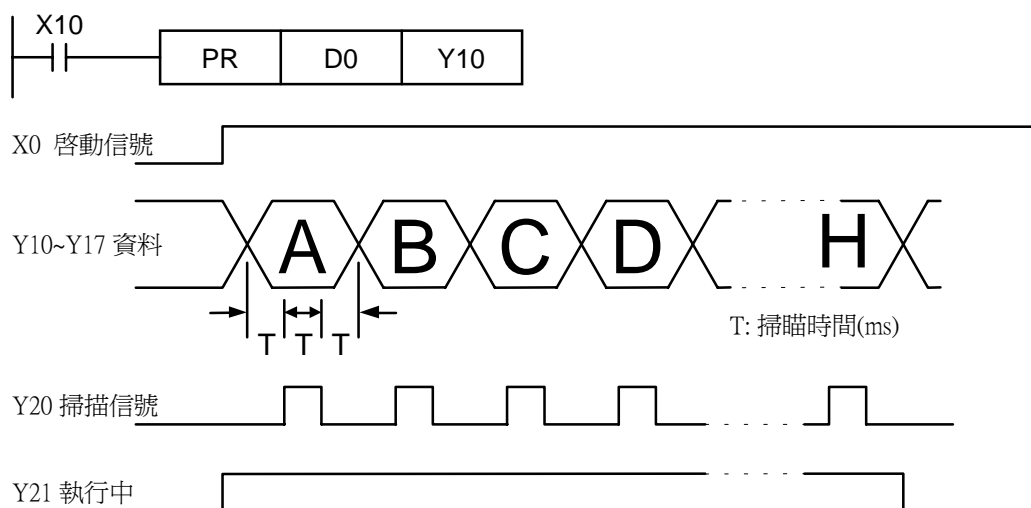 X10
PR D0 Y10
X0 啓動信號
Y10~Y17 資料 A B C D H
T T T
T: 掃瞄時間(ms)
Y20 掃描信號
Y21 執行中